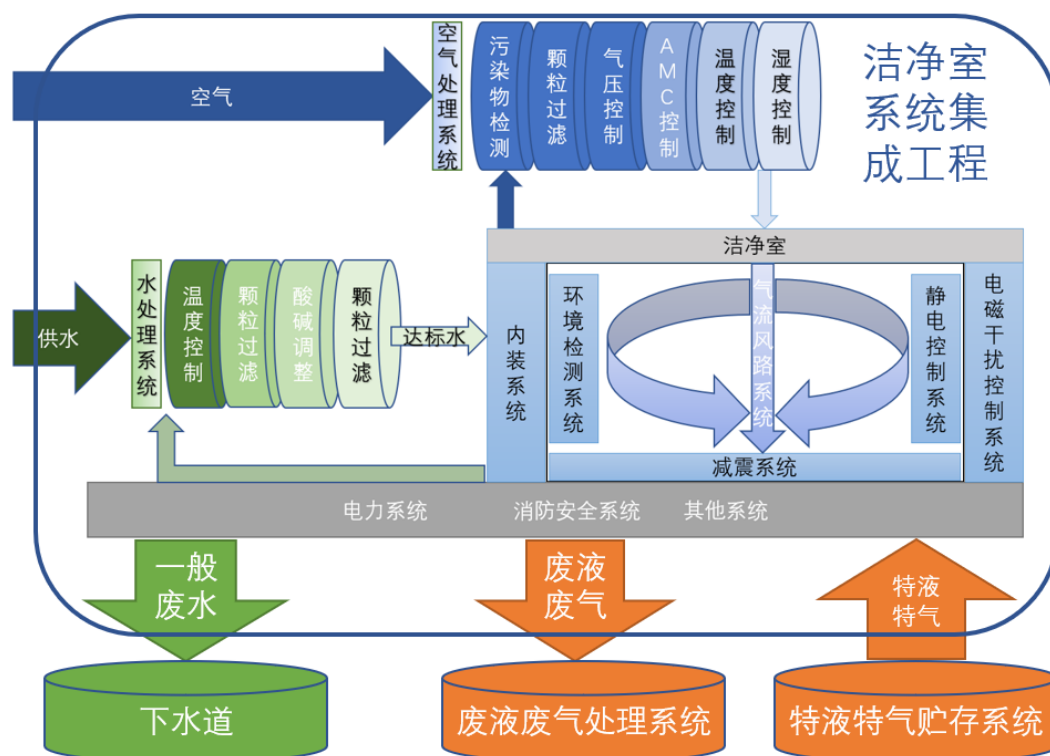 洁净室
系统集
成工程
空气
空气处理系统
污染物检测
颗粒过滤
气压控制
AMC控制
温度控制
湿度控制
供水
水处理系统
温度控制
颗粒过滤
酸碱调整
颗粒过滤
达标水
洁净室
内装系统
环境检测系统
气流风路系统
静电控制系统
电磁干扰控制系统
减震系统
电力系统
消防安全系统
其他系统
一般
废水
废液
废气
特液
特气
下水道
废液废气处理系统
特液特气贮存系统